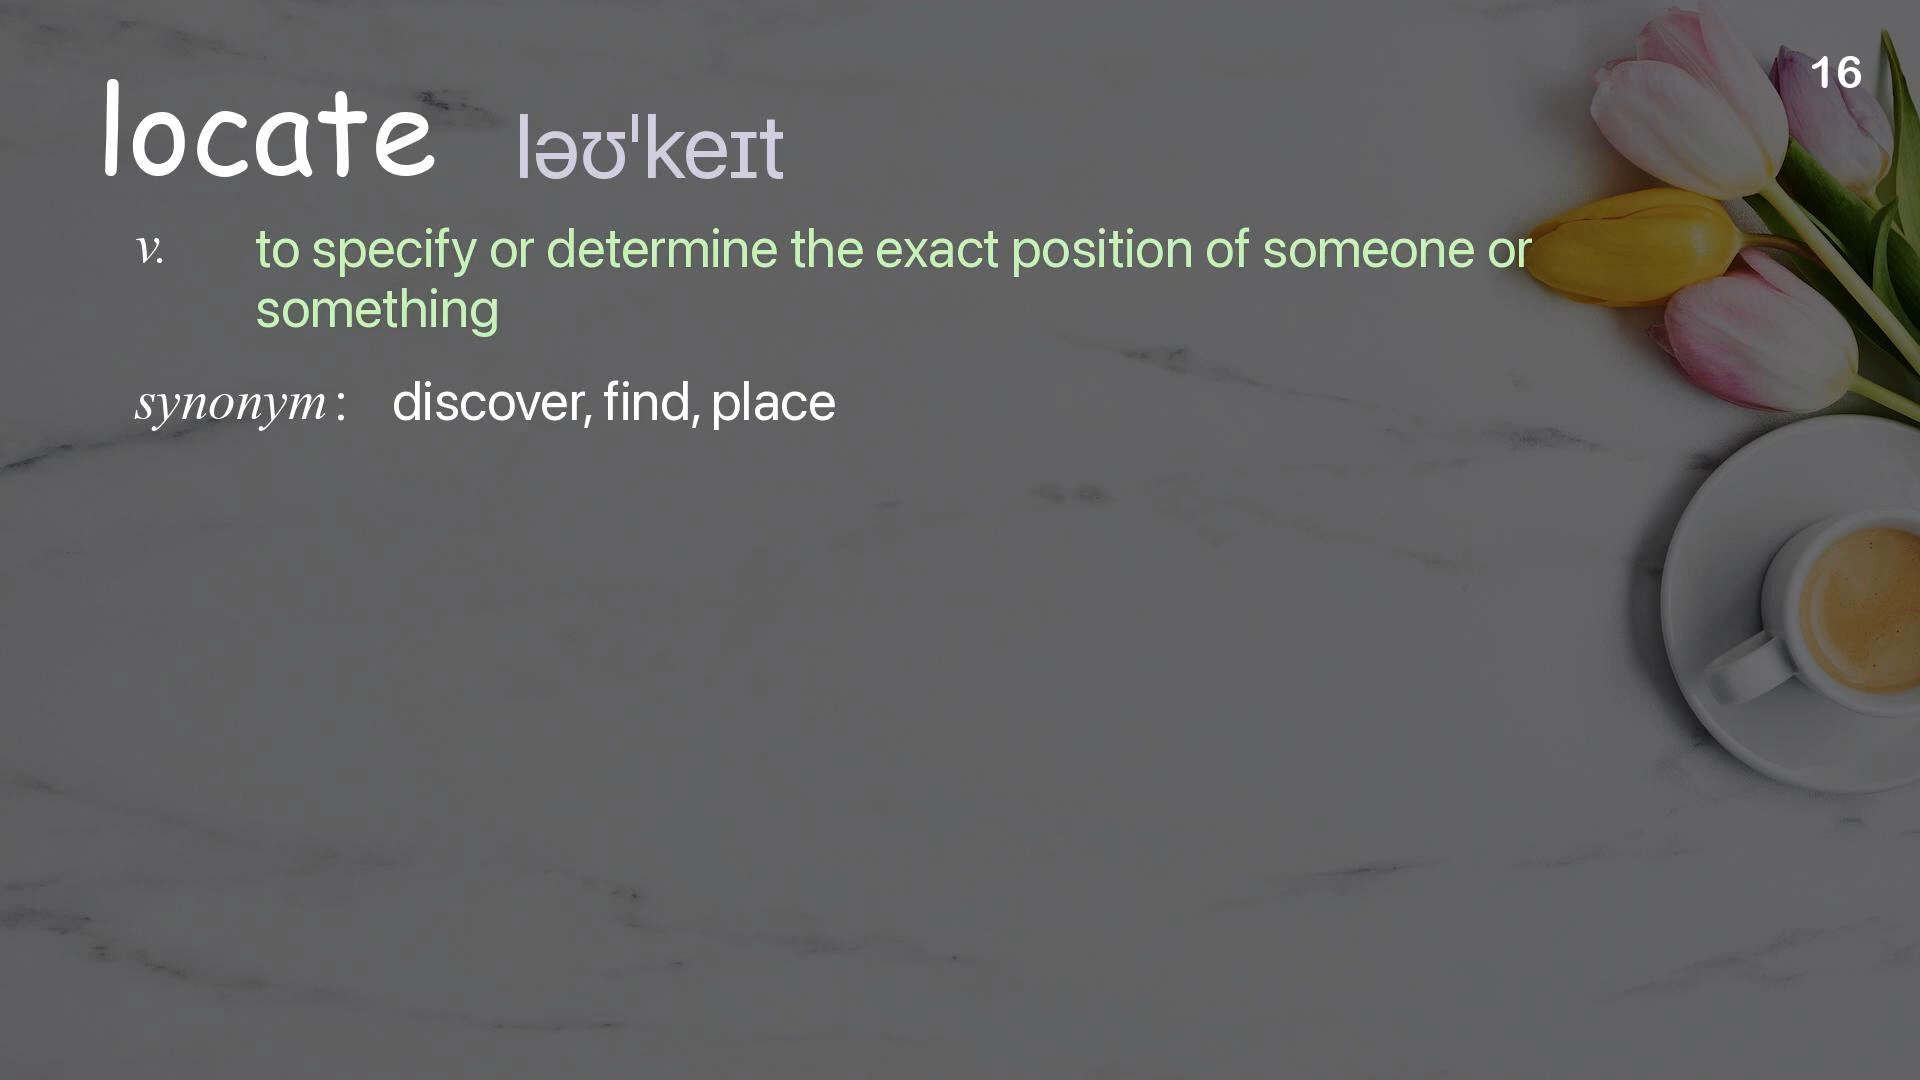 16
locate ləʊˈkeɪt
v. to specify or determine the exact position of someone or
something
synonym : discover, find, place